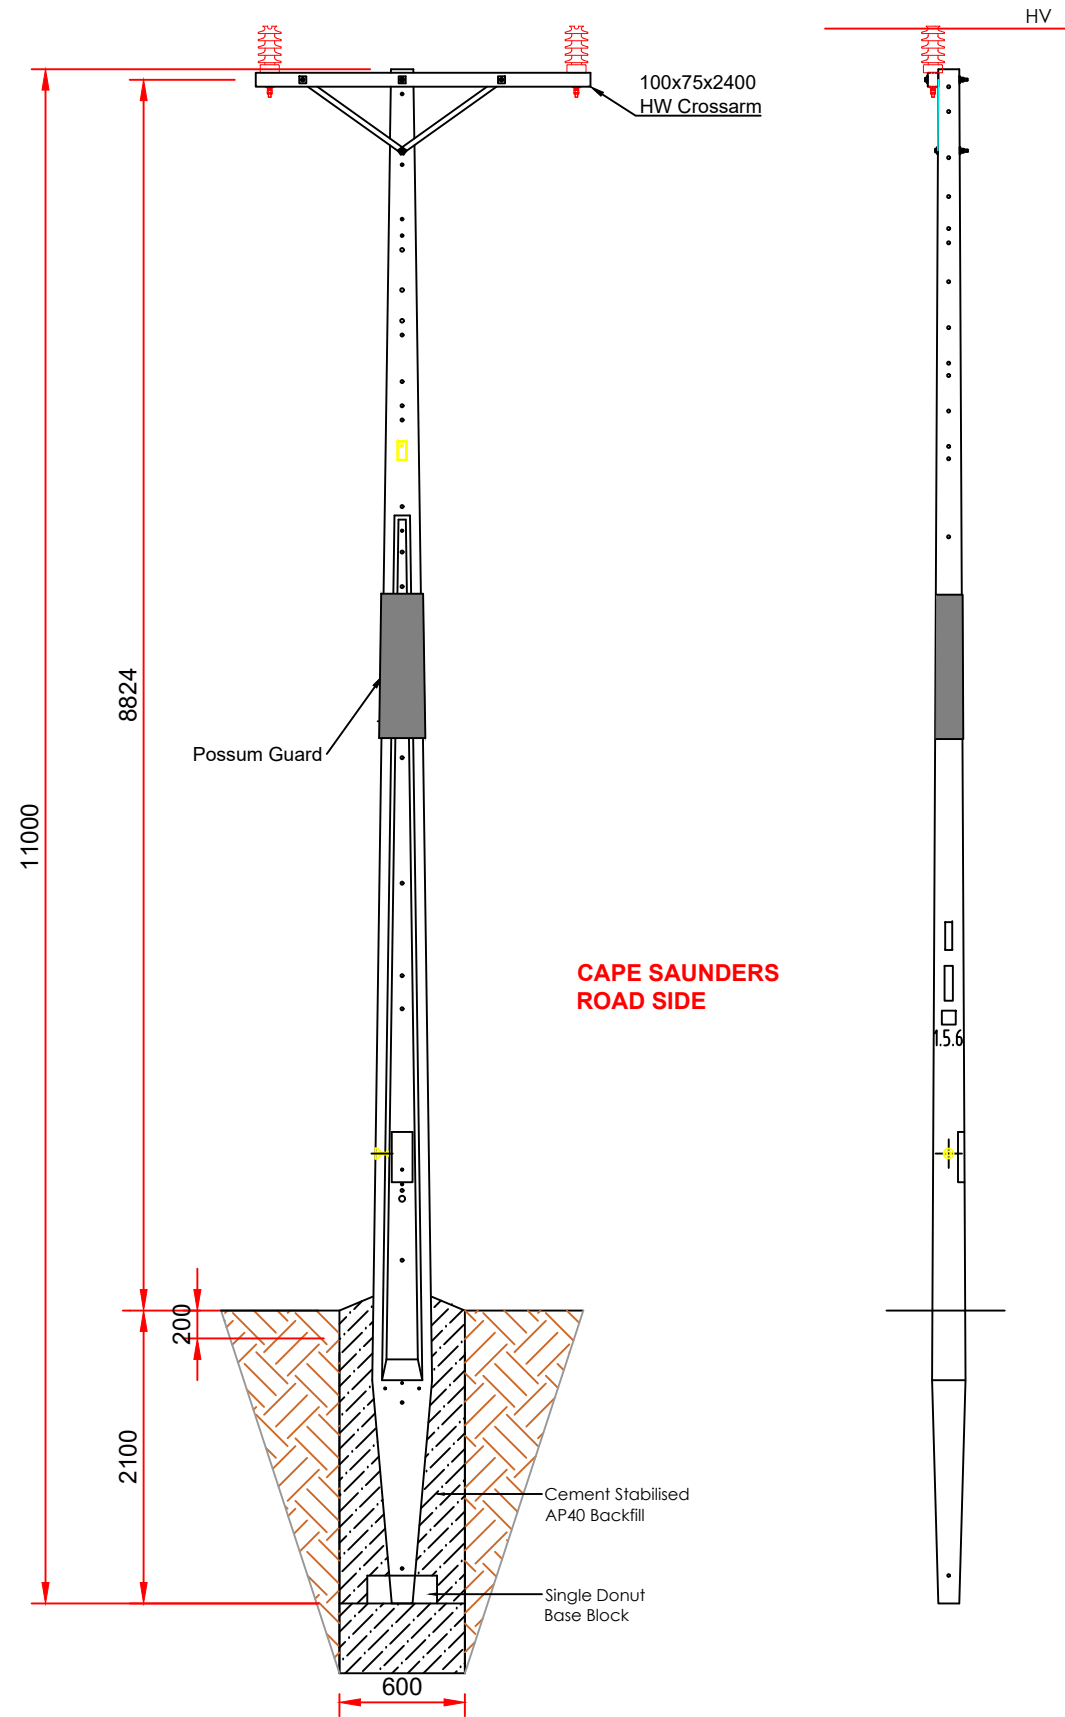 HV
100x75x2400
HW Crossarm
8824
Possum Guard
11000
CAPE SAUNDERS
ROAD SIDE
1.5.6
200
2100
Cement Stabilised
AP40 Backfill
Single Donut
Base Block
600